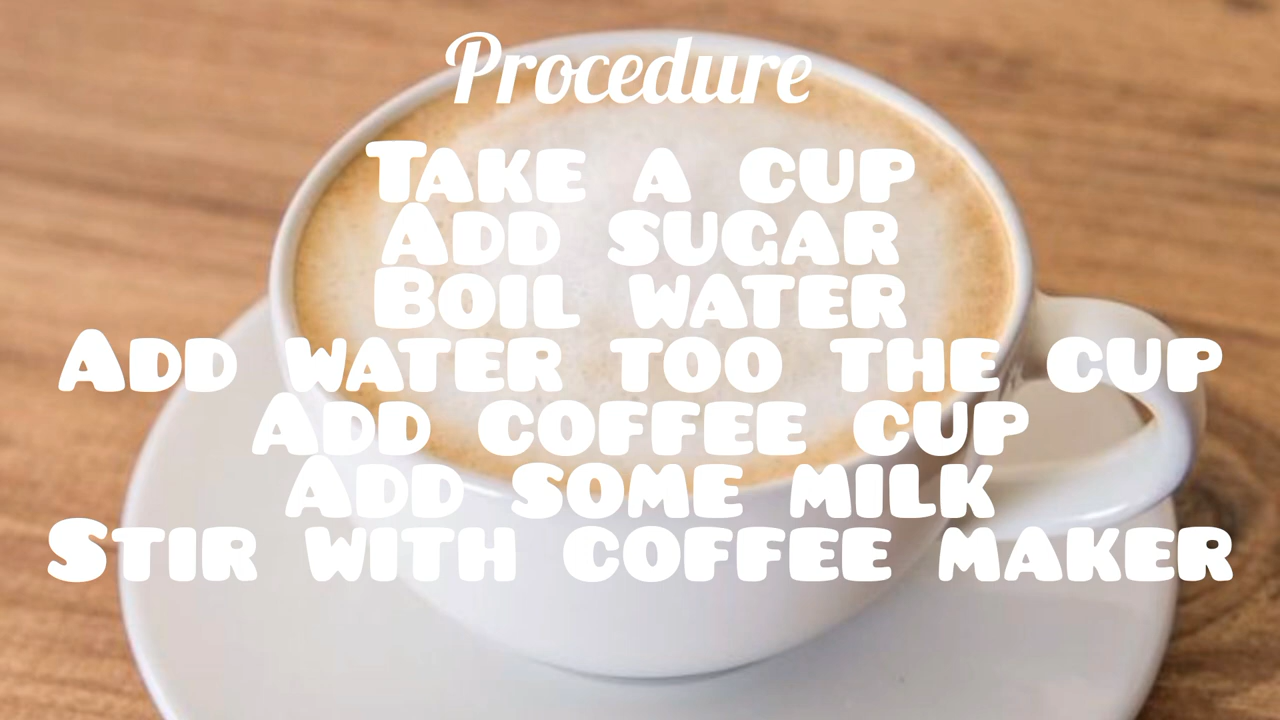 Procedure
Take a cup
Add sugar
Boil water
Add water too the cup
Add coffee cup
Add some milk
Stir with coffee maker